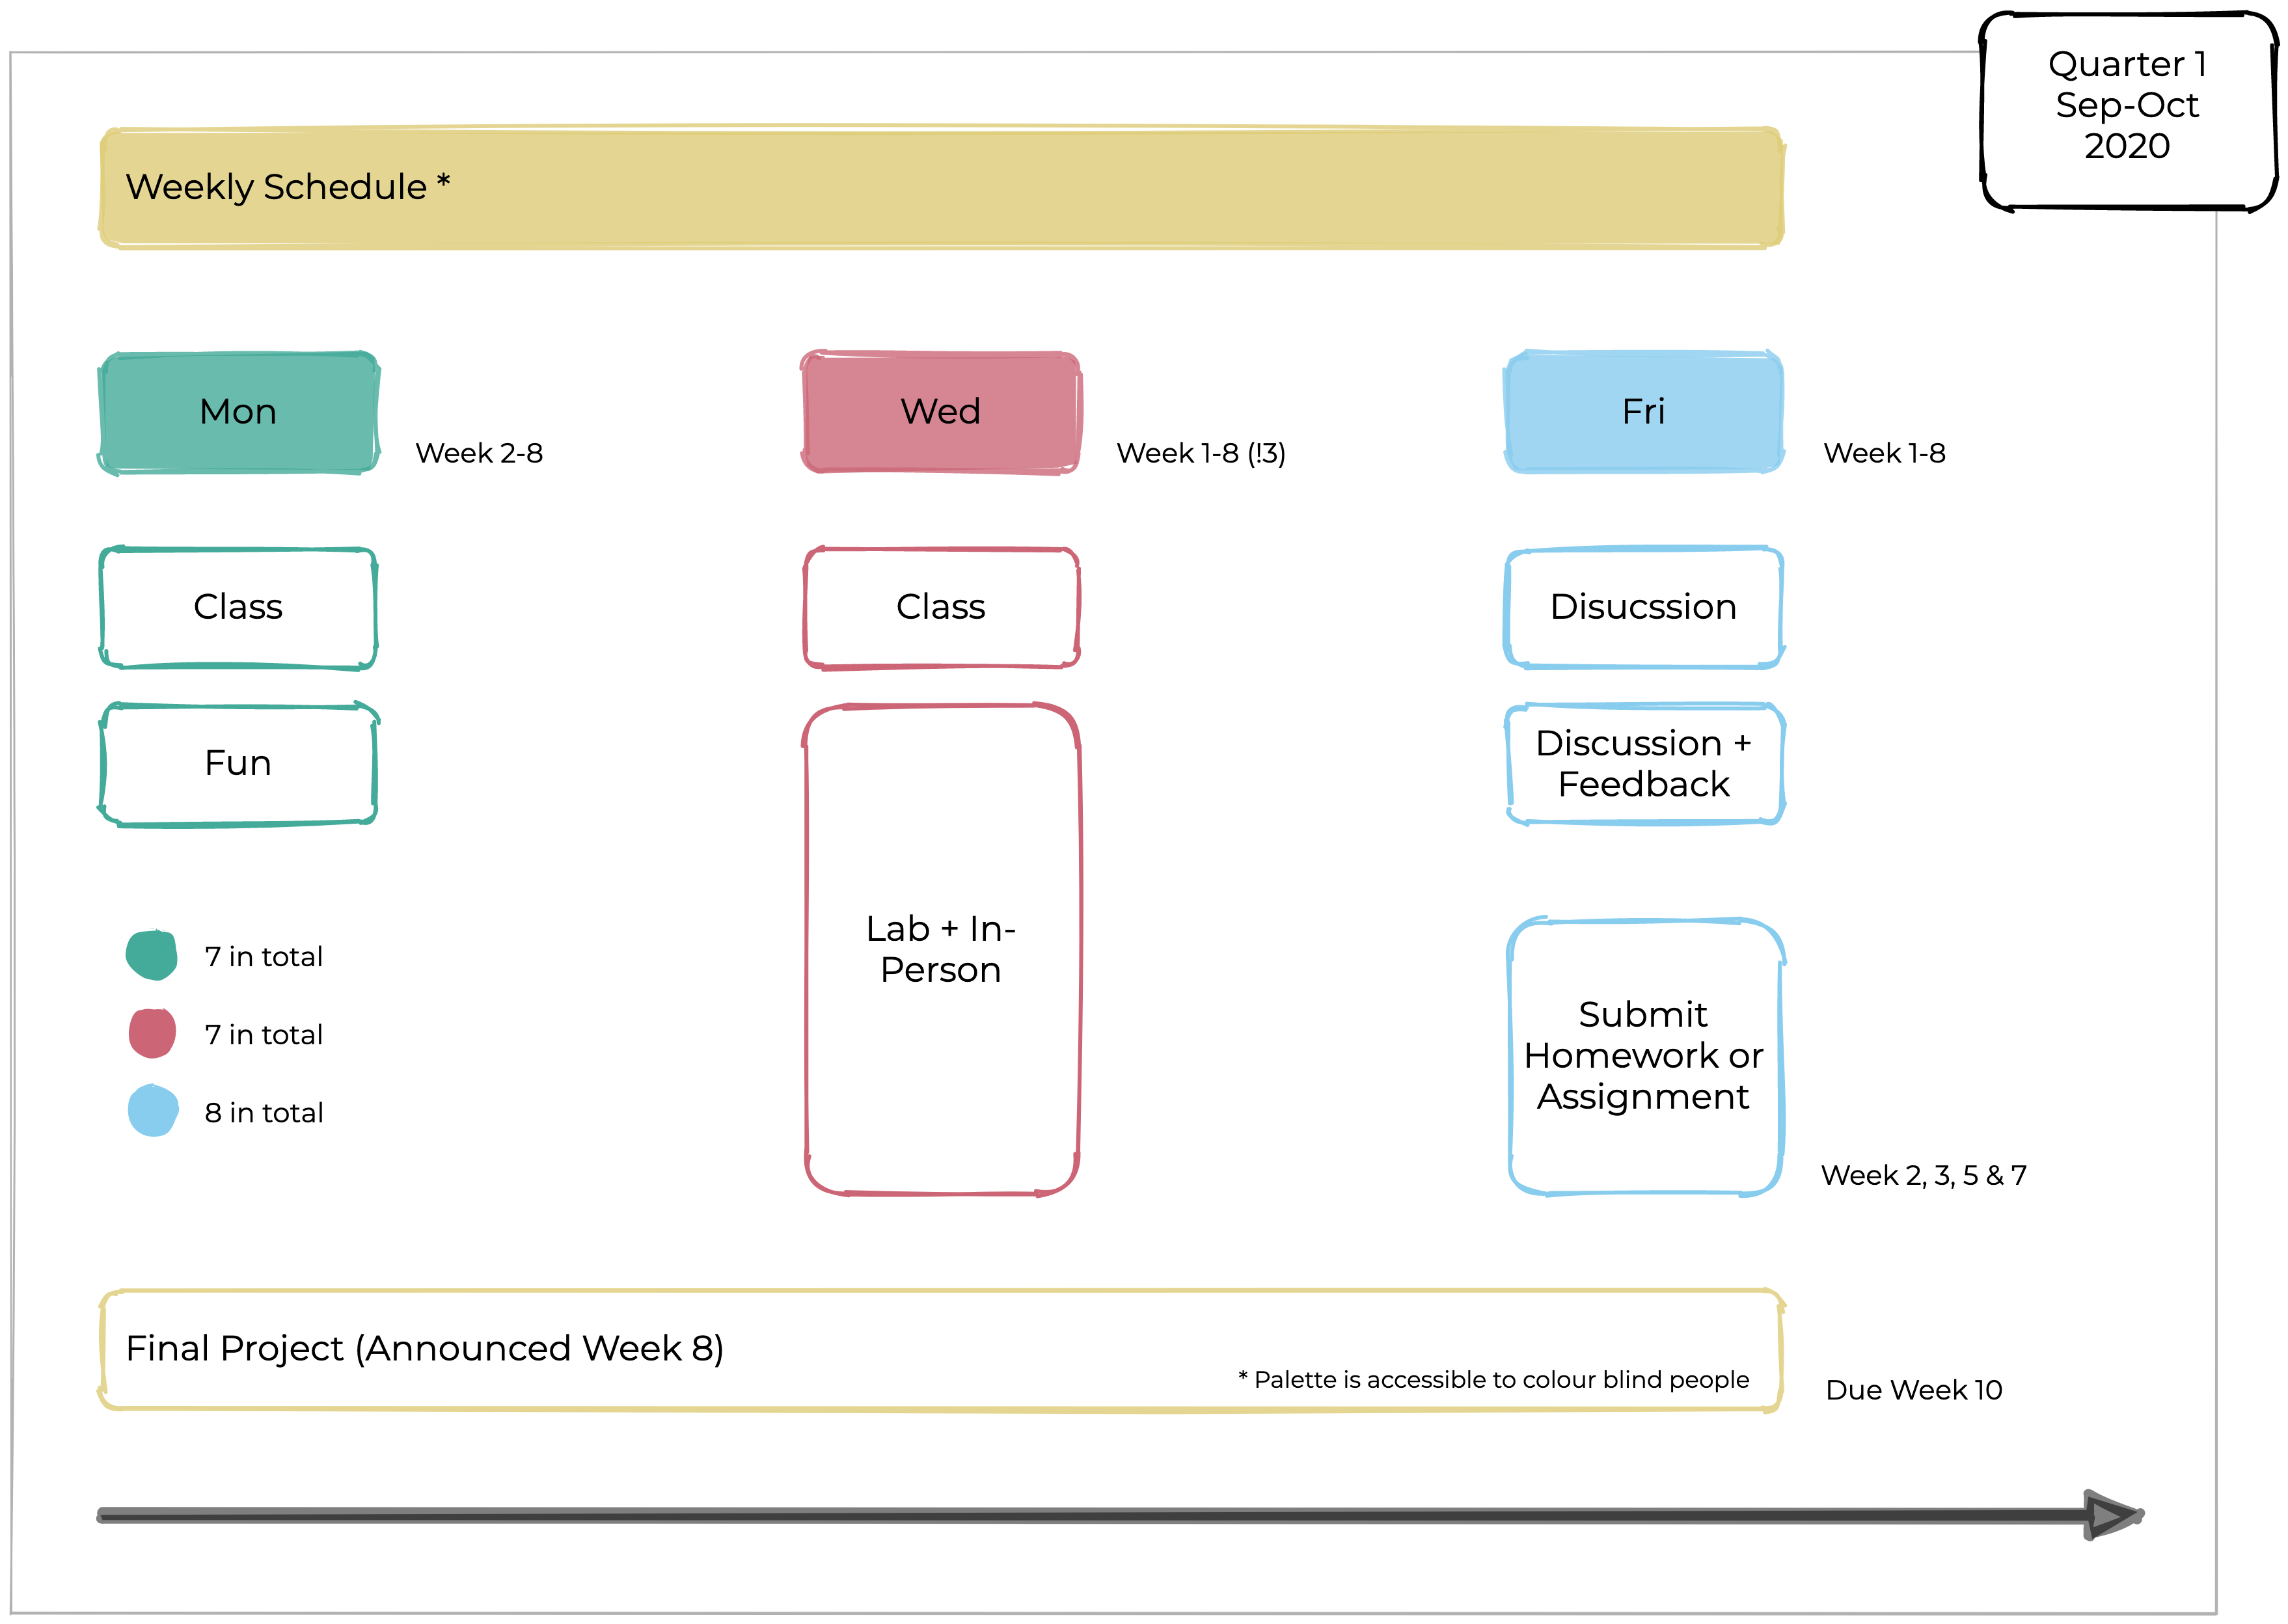 Quarter 1
Sep-Oct
2020
Weekly Schedule *
Mon
Week 2-8
Wed
Week 1-8 (!3)
Fri
Week 1-8
Class
Class
Disucssion
Fun
Discussion +
Feedback
Lab + In-
Person
7 in total
7 in total
8 in total
Submit
Homework or
Assignment
Week 2, 3, 5 & 7
Final Project (Announced Week 8)
* Palette is accessible to colour blind people
Due Week 10